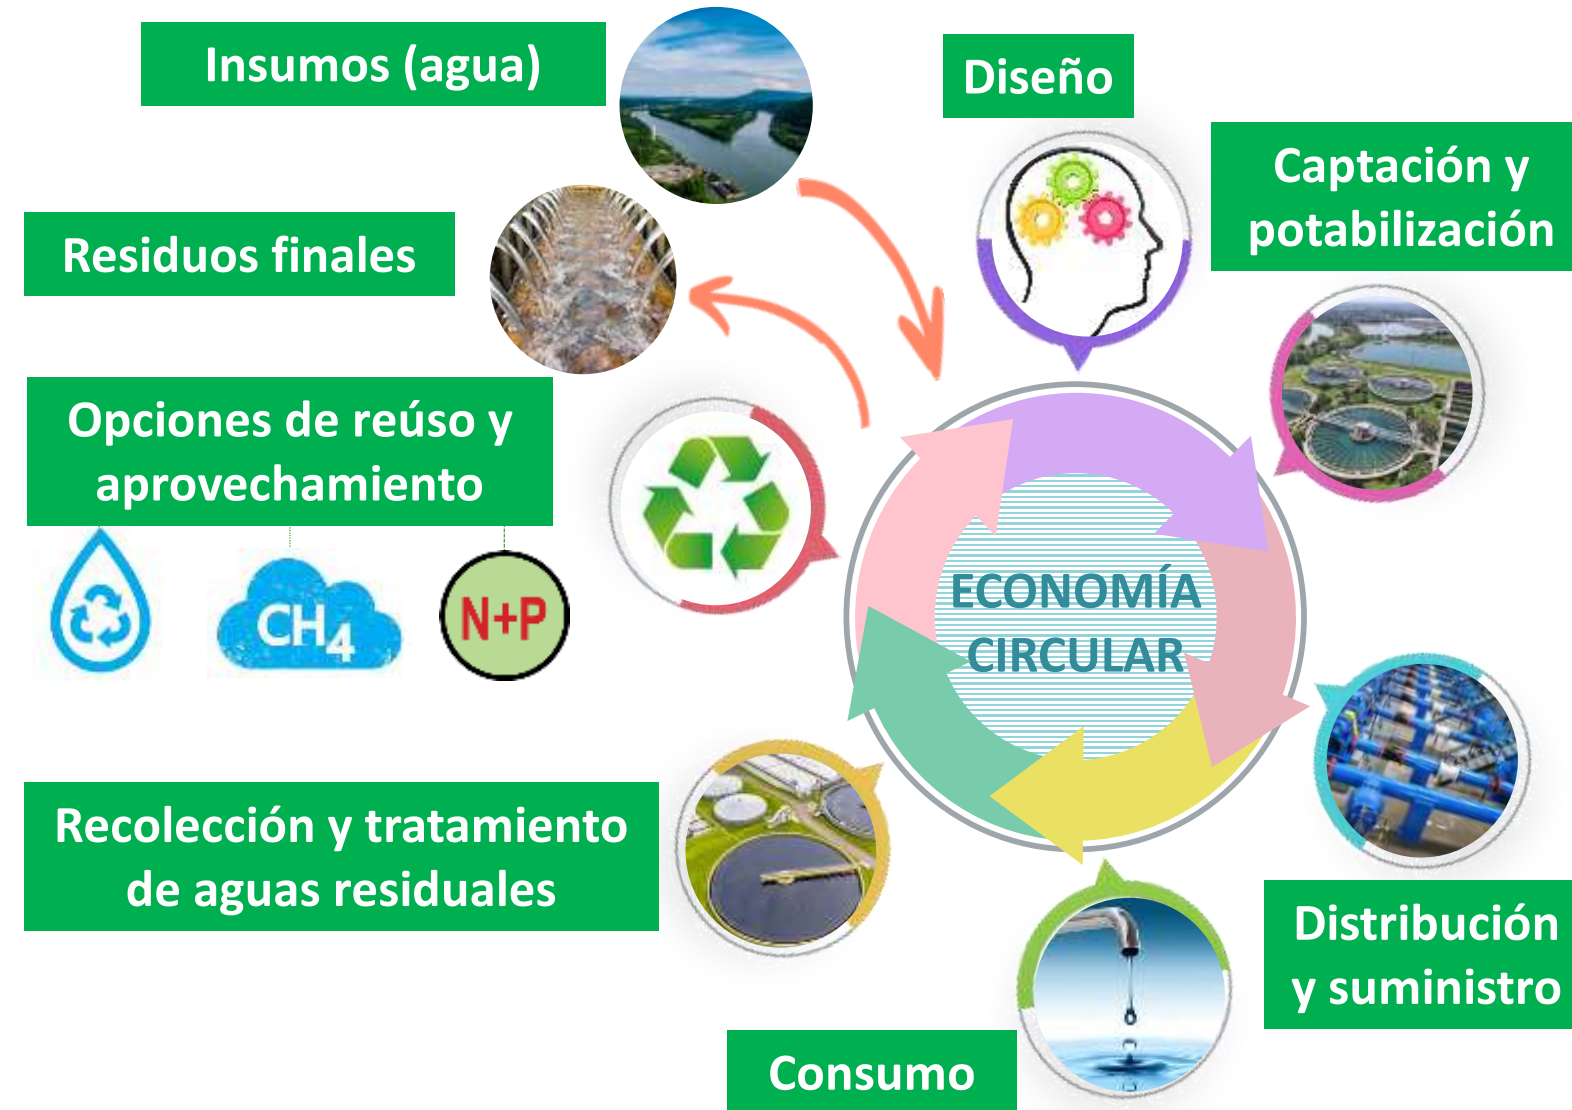 Insumos (agua)
Diseño
Captación y
potabilización
Residuos finales
Opciones de reúso y
aprovechamiento
CH4
N+P
ECONOMÍA
CIRCULAR
Recolección y tratamiento
de aguas residuales
Distribución
y suministro
Consumo